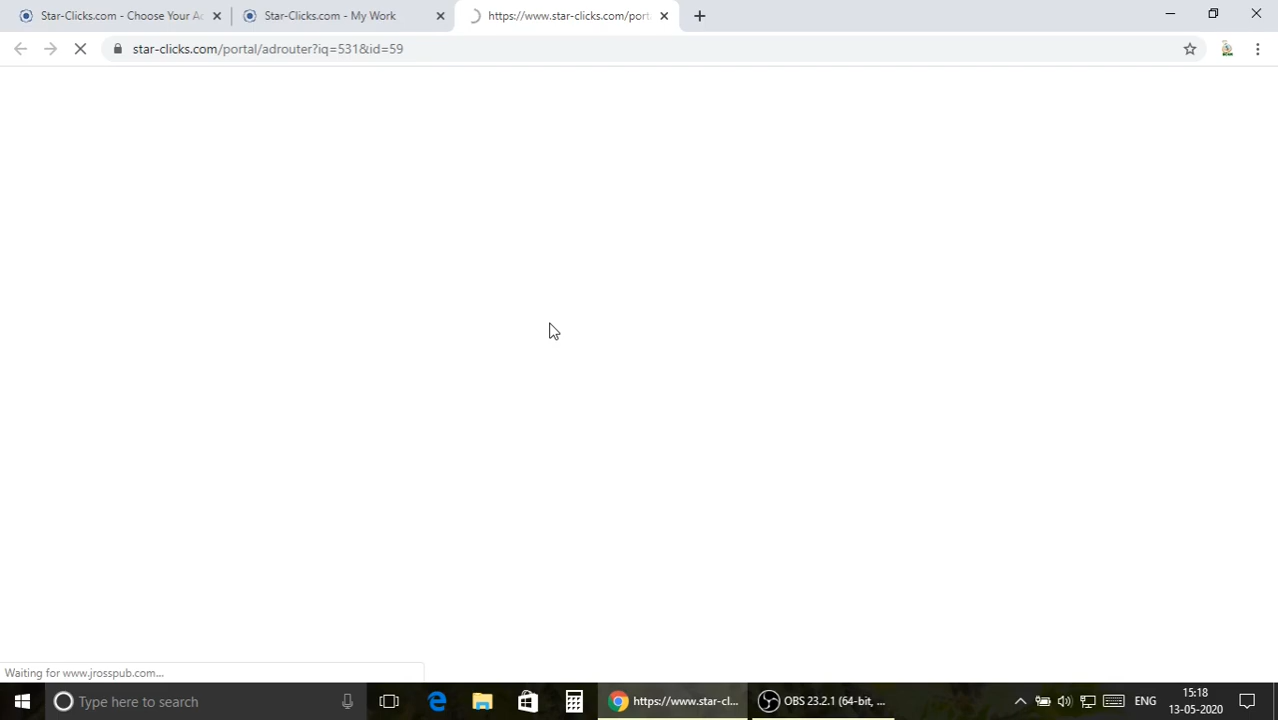 Star-Clicks.com - Choose Your Ac
Star-Clicks.com - My Work
https://www.star-clicks.com/port
star-clicks.com/portal/adrouter?iq=531&id=59
Waiting for www.jrosspub.com...
Type here to search
https://www.star-cl...
OBS 23.2.1 (64-bit, ...
ENG
15:18
13-05-2020